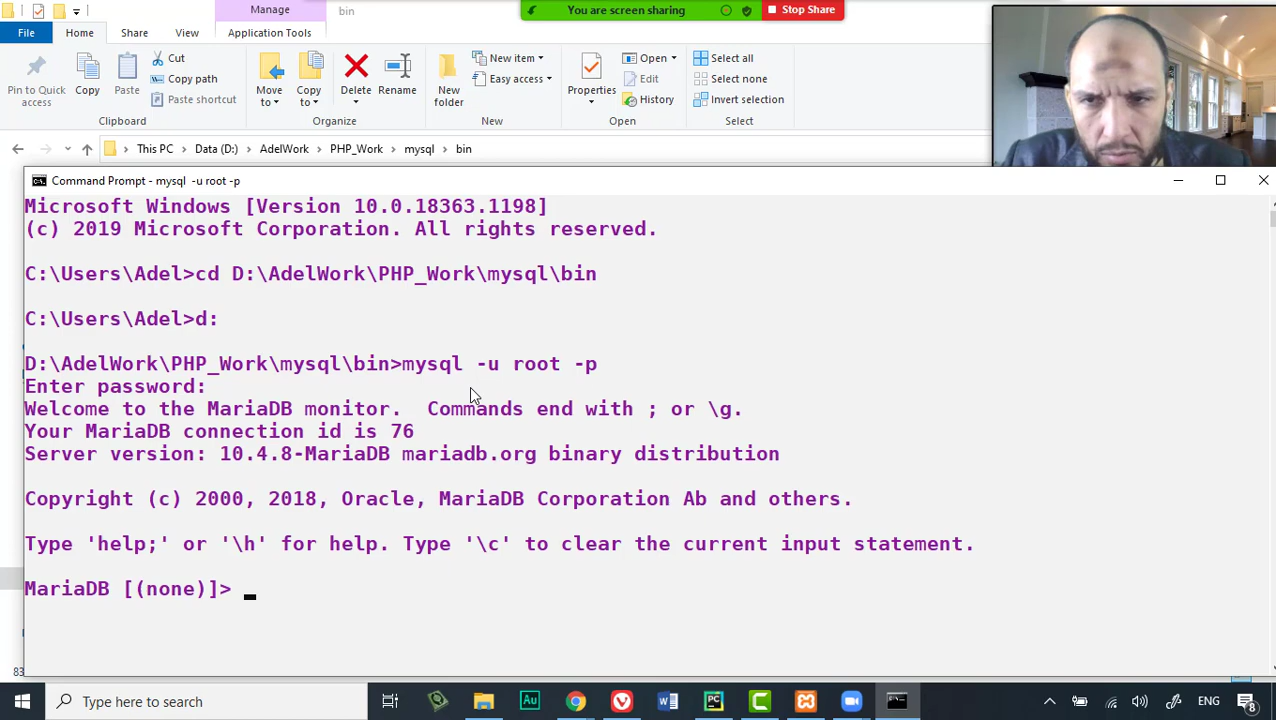 Manage
bin
You are screen sharing
Stop Share
File
Home
Share
View
Application Tools
Pin to Quick access
Copy
Paste
Cut
Copy path
Paste shortcut
Clipboard
Move to
Copy to
Delete
Rename
Organize
New folder
New item
Easy access
New
Properties
Open
Edit
History
Open
Select all
Select none
Invert selection
Select
This PC > Data (D:) > AdelWork > PHP_Work > mysql > bin
Command Prompt - mysql -u root -p
Microsoft Windows [Version 10.0.18363.1198]
(c) 2019 Microsoft Corporation. All rights reserved.
C:\Users\Adel>cd D:\AdelWork\PHP_Work\mysql\bin
C:\Users\Adel>d:
D:\AdelWork\PHP_Work\mysql\bin>mysql -u root -p
Enter password:
Welcome to the MariaDB monitor.  Commands end with ; or \g.
Your MariaDB connection id is 76
Server version: 10.4.8-MariaDB mariadb.org binary distribution
Copyright (c) 2000, 2018, Oracle, MariaDB Corporation Ab and others.
Type 'help;' or '\h' for help. Type '\c' to clear the current input statement.
MariaDB [(none)]> _
83
Type here to search
Au
PC
ENG
8